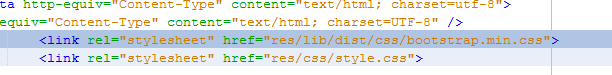 ta http-equiv="Content-Type" content="text/html; charset=utf-8">
equiv="Content-Type" content="text/html; charset=UTF-8" />
<link rel="stylesheet" href="res/lib/dist/css/bootstrap.min.css">
<link rel="stylesheet" href="res/css/style.css">